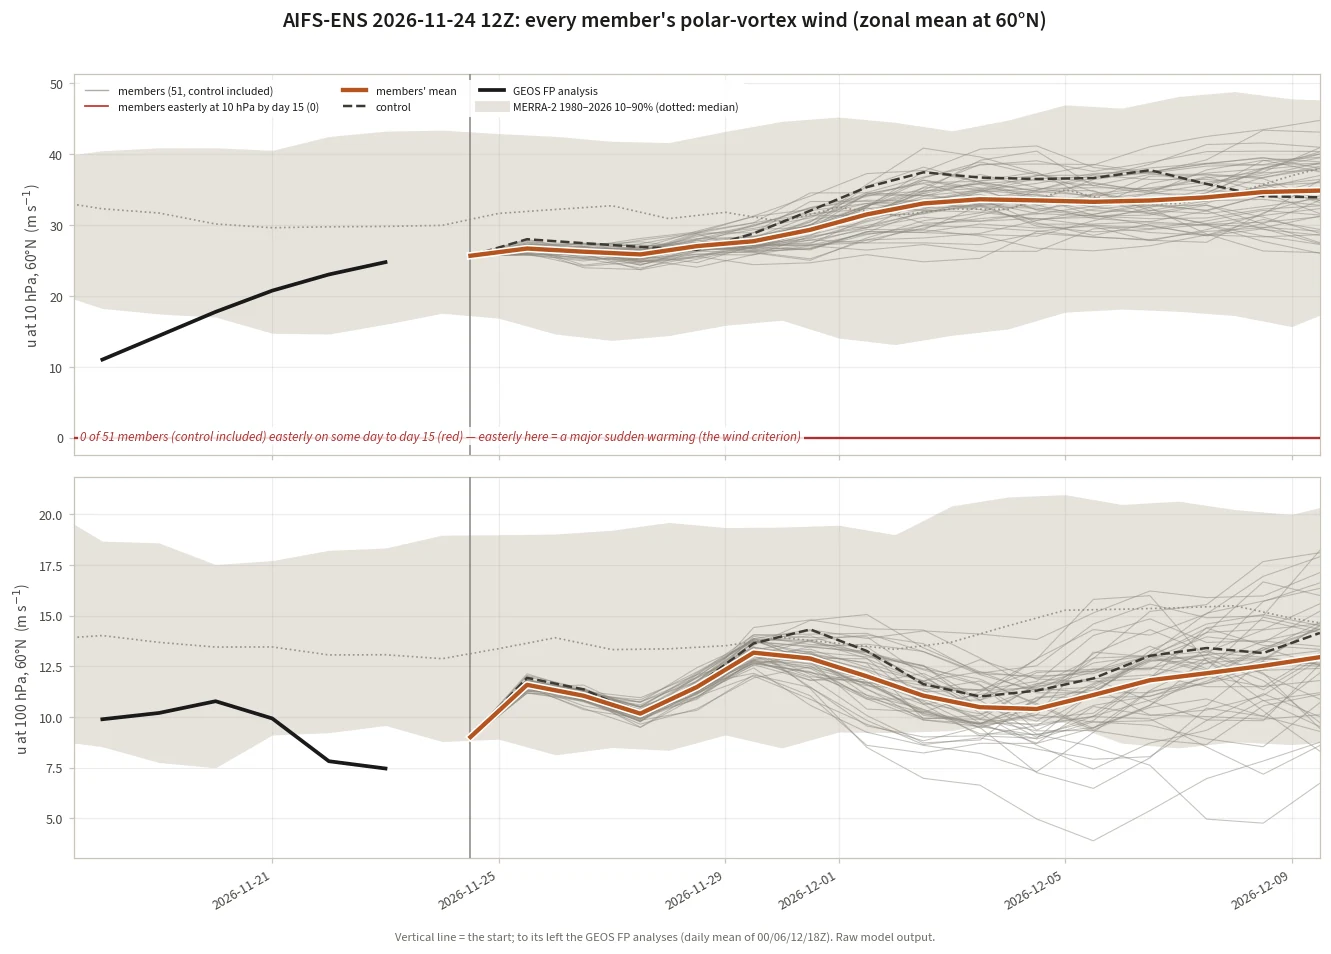 AIFS-ENS 2026-11-24 12Z: every member's polar-vortex wind (zonal mean at 60°N)
members (51, control included)
members easterly at 10 hPa by day 15 (0)
members' mean
control
GEOS FP analysis
MERRA-2 1980–2026 10–90% (dotted: median)
u at 10 hPa, 60°N (m s⁻¹)
50
40
30
20
10
0
0 of 51 members (control included) easterly on some day to day 15 (red) — easterly here = a major sudden warming (the wind criterion)
u at 100 hPa, 60°N (m s⁻¹)
20.0
17.5
15.0
12.5
10.0
7.5
5.0
2026-11-21
2026-11-25
2026-11-29
2026-12-01
2026-12-05
2026-12-09
Vertical line = the start; to its left the GEOS FP analyses (daily mean of 00/06/12/18Z). Raw model output.